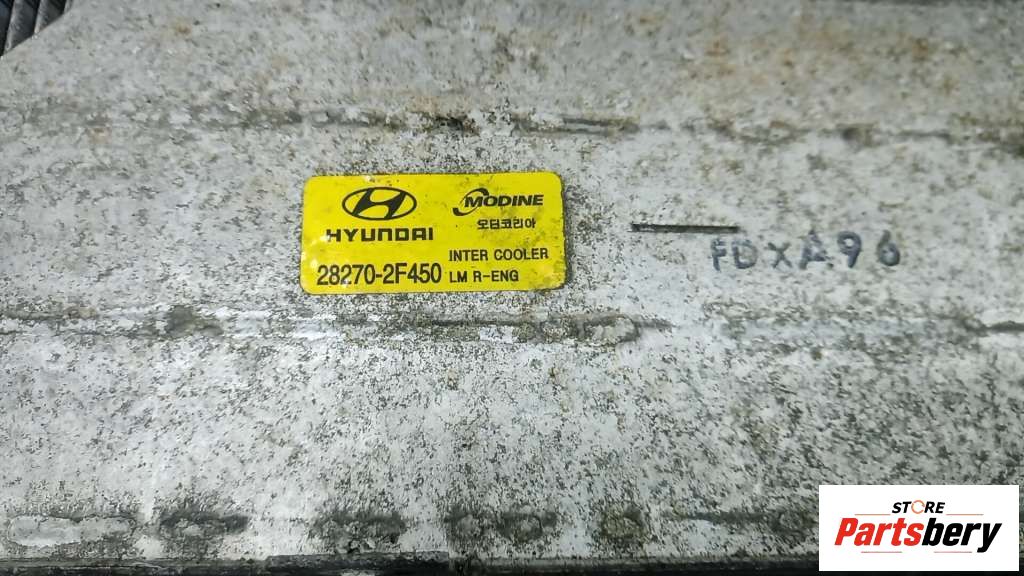 HYUNDAI
MODINE
모딘코리아
28270-2F450
INTER COOLER
LM R-ENG
FDXA96
STORE
Partsbery